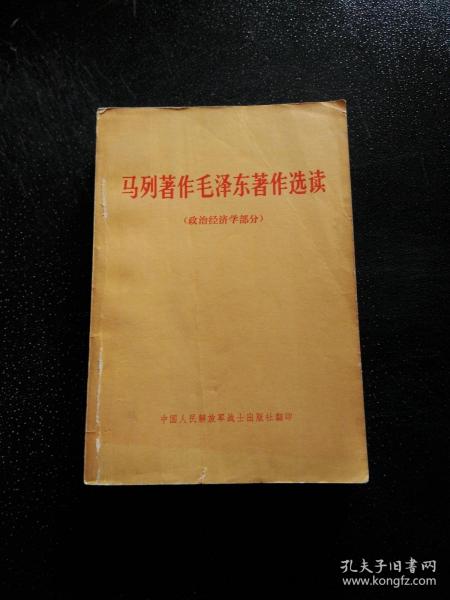 马列著作毛泽东著作选读
（政治经济学部分）
中国人民解放军战士出版社翻印
孔夫子旧书网
www.kongfz.com